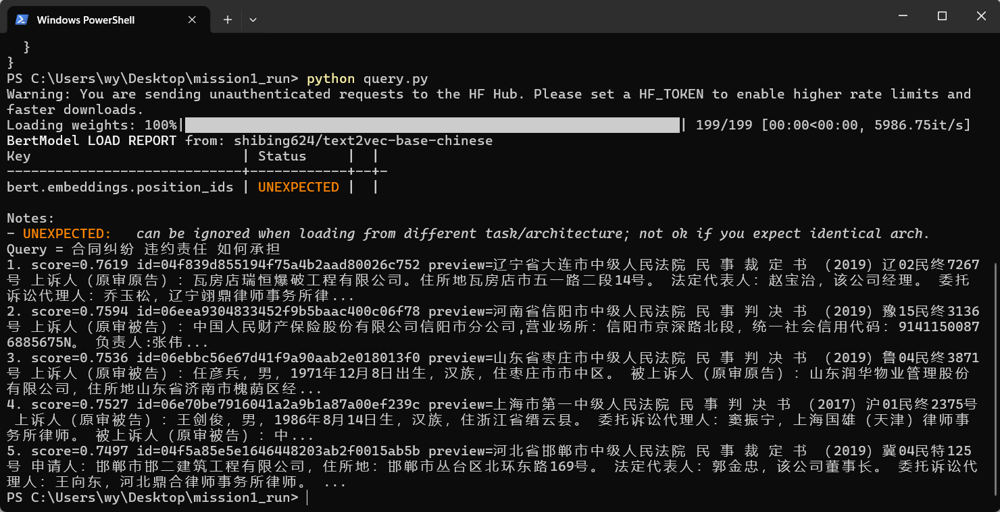 Windows PowerShell
  }
}
PS C:\Users\wy\Desktop\mission1_run> python query.py
Warning: You are sending unauthenticated requests to the HF Hub. Please set a HF_TOKEN to enable higher rate limits and
faster downloads.
Loading weights: 100%|██████████| 199/199 [00:00<00:00, 5986.75it/s]
BertModel LOAD REPORT from: shibing624/text2vec-base-chinese
Key                          | Status     |  |
-----------------------------+------------+--+-
bert.embeddings.position_ids | UNEXPECTED |  |
Notes:
- UNEXPECTED:   can be ignored when loading from different task/architecture; not ok if you expect identical arch.
Query = 合同纠纷 违约责任 如何承担
1. score=0.7619 id=04f839d855194f75a4b2aad80026c752 preview=辽宁省大连市中级人民法院 民 事 裁 定 书 （2019）辽02民终7267
号 上诉人（原审原告）：瓦房店瑞恒爆破工程有限公司。住所地瓦房店市五一路二段14号。 法定代表人：赵宝治，该公司经理。 委托
诉讼代理人：乔玉松，辽宁翊鼎律师事务所律...
2. score=0.7594 id=06eea9304833452f9b5baac400c06f78 preview=河南省信阳市中级人民法院 民 事 判 决 书 （2019）豫15民终3136
号 上诉人（原审被告）：中国人民财产保险股份有限公司信阳市分公司,营业场所：信阳市京深路北段，统一社会信用代码：9141150087
6885675N。 负责人:张伟...
3. score=0.7536 id=06ebbc56e67d41f9a90aab2e018013f0 preview=山东省枣庄市中级人民法院 民 事 判 决 书 （2019）鲁04民终3871
号 上诉人（原审被告）：任彦兵，男，1971年12月8日出生，汉族，住枣庄市市中区。 被上诉人（原审原告）：山东润华物业管理股份
有限公司，住所地山东省济南市槐荫区经...
4. score=0.7527 id=06e70be7916041a2a9b1a87a00ef239c preview=上海市第一中级人民法院 民 事 判 决 书 （2017）沪01民终2375号
 上诉人（原审被告）：王剑俊，男，1986年8月14日生，汉族，住浙江省缙云县。 委托诉讼代理人：窦振宁，上海国雄（天津）律师事
务所律师。 被上诉人（原审原告）：中...
5. score=0.7497 id=04f5a85e5e1646448203ab2f0015ab5b preview=河北省邯郸市中级人民法院 民 事 裁 定 书 （2019）冀04民特125
号 申请人：邯郸市邯二建筑工程有限公司，住所地：邯郸市丛台区北环东路169号。 法定代表人：郭金忠，该公司董事长。 委托诉讼代
理人：王向东，河北鼎合律师事务所律师。 ...
PS C:\Users\wy\Desktop\mission1_run>